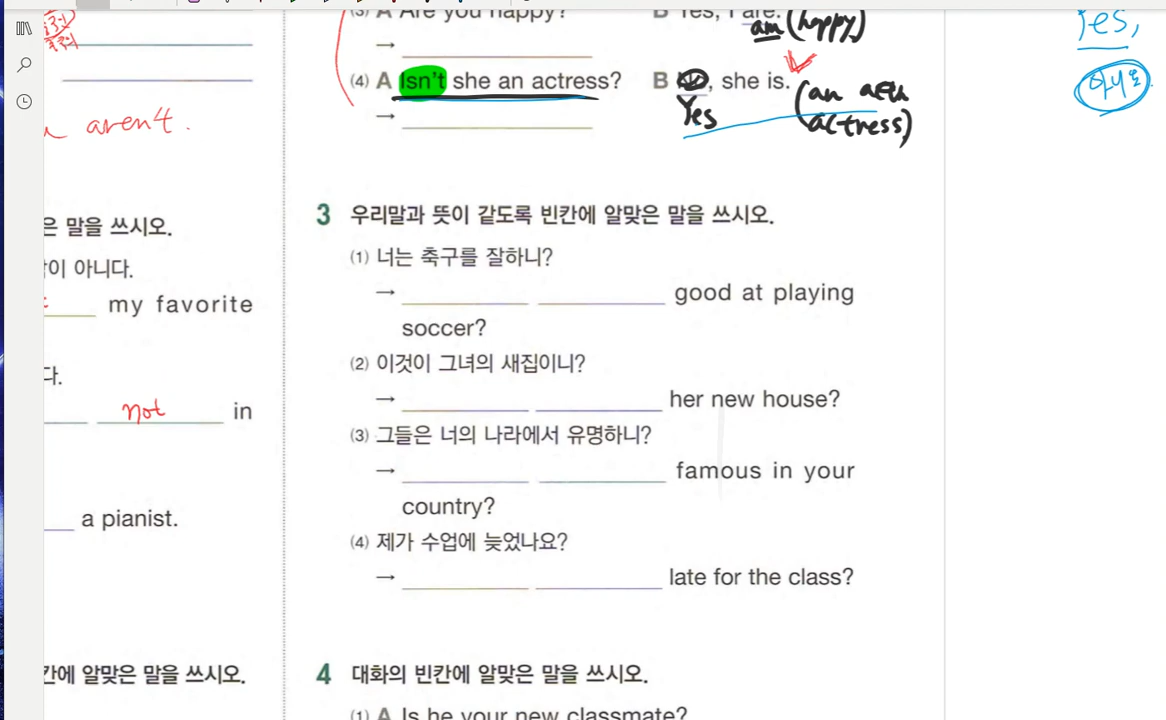 (3) A Are you happy? B Yes, I are.
am (happy)
→
(4) A Isn't she an actress? B No, she is.
Yes
(an
actress)
Yes,
aren't.
은 말을 쓰시오.
이 아니다.
my favorite
다.
not in
a pianist.
칸에 알맞은 말을 쓰시오.
3 우리말과 뜻이 같도록 빈칸에 알맞은 말을 쓰시오.
(1) 너는 축구를 잘하니?
→ good at playing
soccer?
(2) 이것이 그녀의 새집이니?
→ her new house?
(3) 그들은 너의 나라에서 유명하니?
→ famous in your
country?
(4) 제가 수업에 늦었나요?
→ late for the class?
4 대화의 빈칸에 알맞은 말을 쓰시오.
(1) A Is he your new classmate?